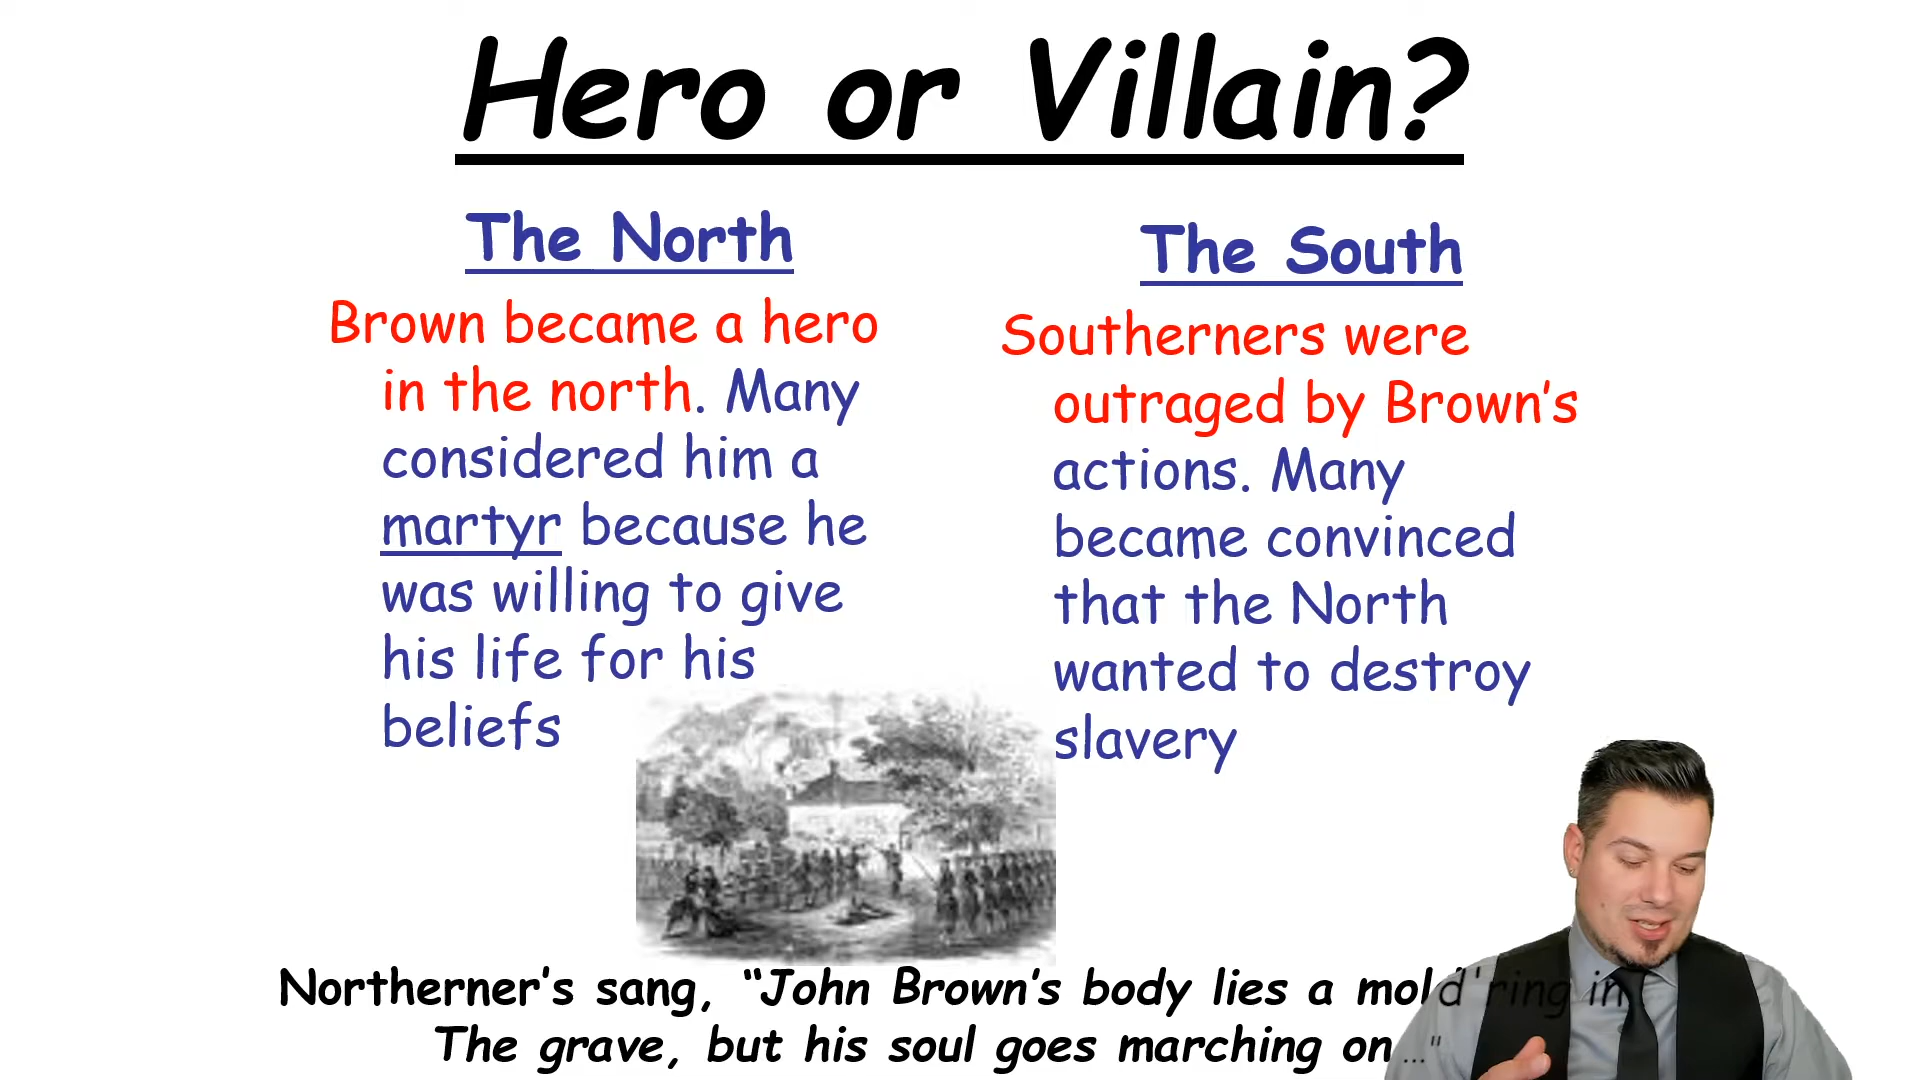 Hero or Villain?
The North
Brown became a hero
in the north. Many
considered him a
martyr because he
was willing to give
his life for his
beliefs
The South
Southerners were
outraged by Brown's
actions. Many
became convinced
that the North
wanted to destroy
slavery
Northerner's sang, "John Brown's body lies a mold'ring in
The grave, but his soul goes marching on..."